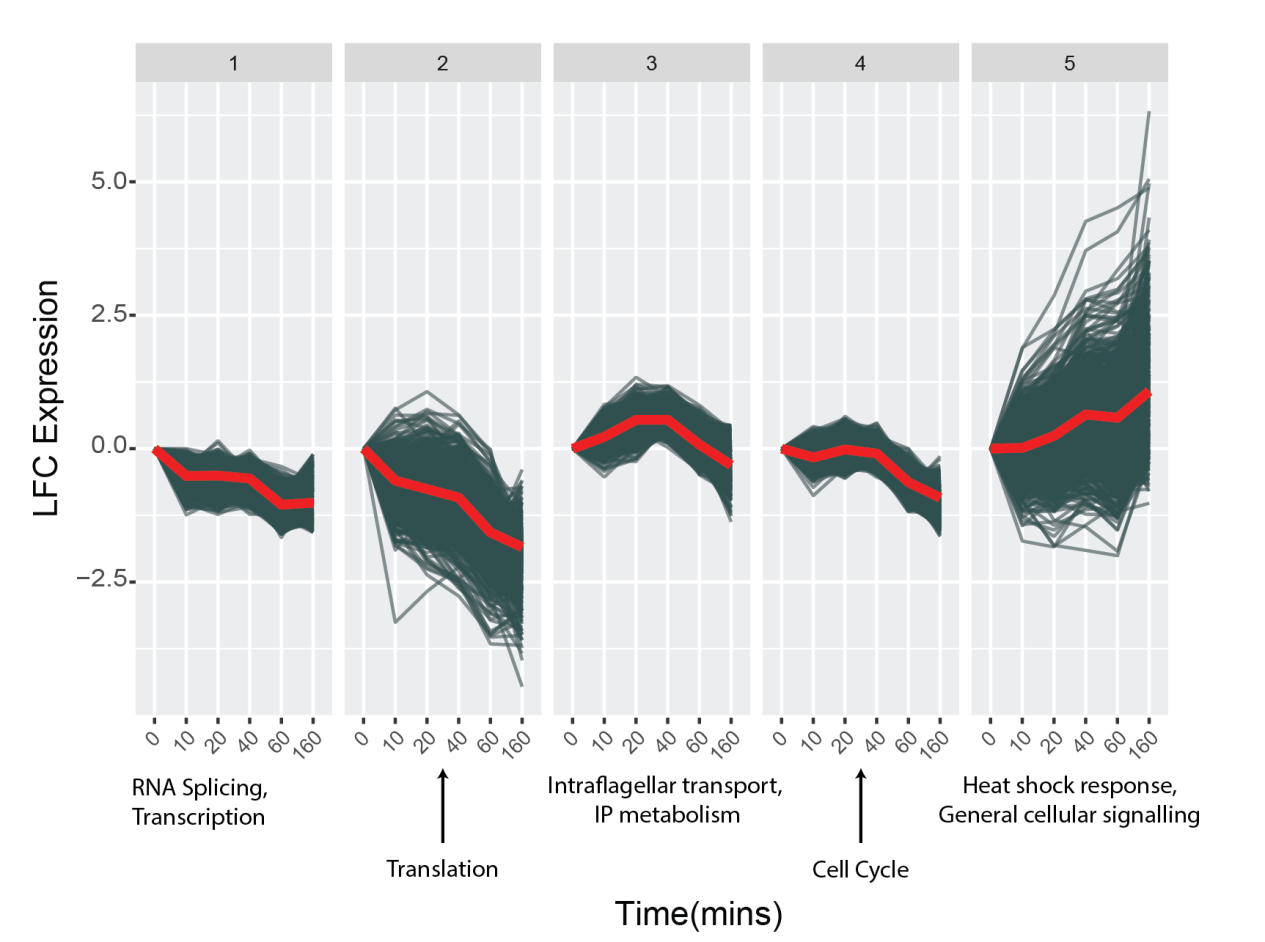 1 2 3 4 5
LFC Expression
5.0
2.5
0.0
−2.5
0 10 20 40 60 160 0 10 20 40 60 160 0 10 20 40 60 160 0 10 20 40 60 160 0 10 20 40 60 160
RNA Splicing,
Transcription
Translation
Intraflagellar transport,
IP metabolism
Cell Cycle
Heat shock response,
General cellular signalling
Time(mins)